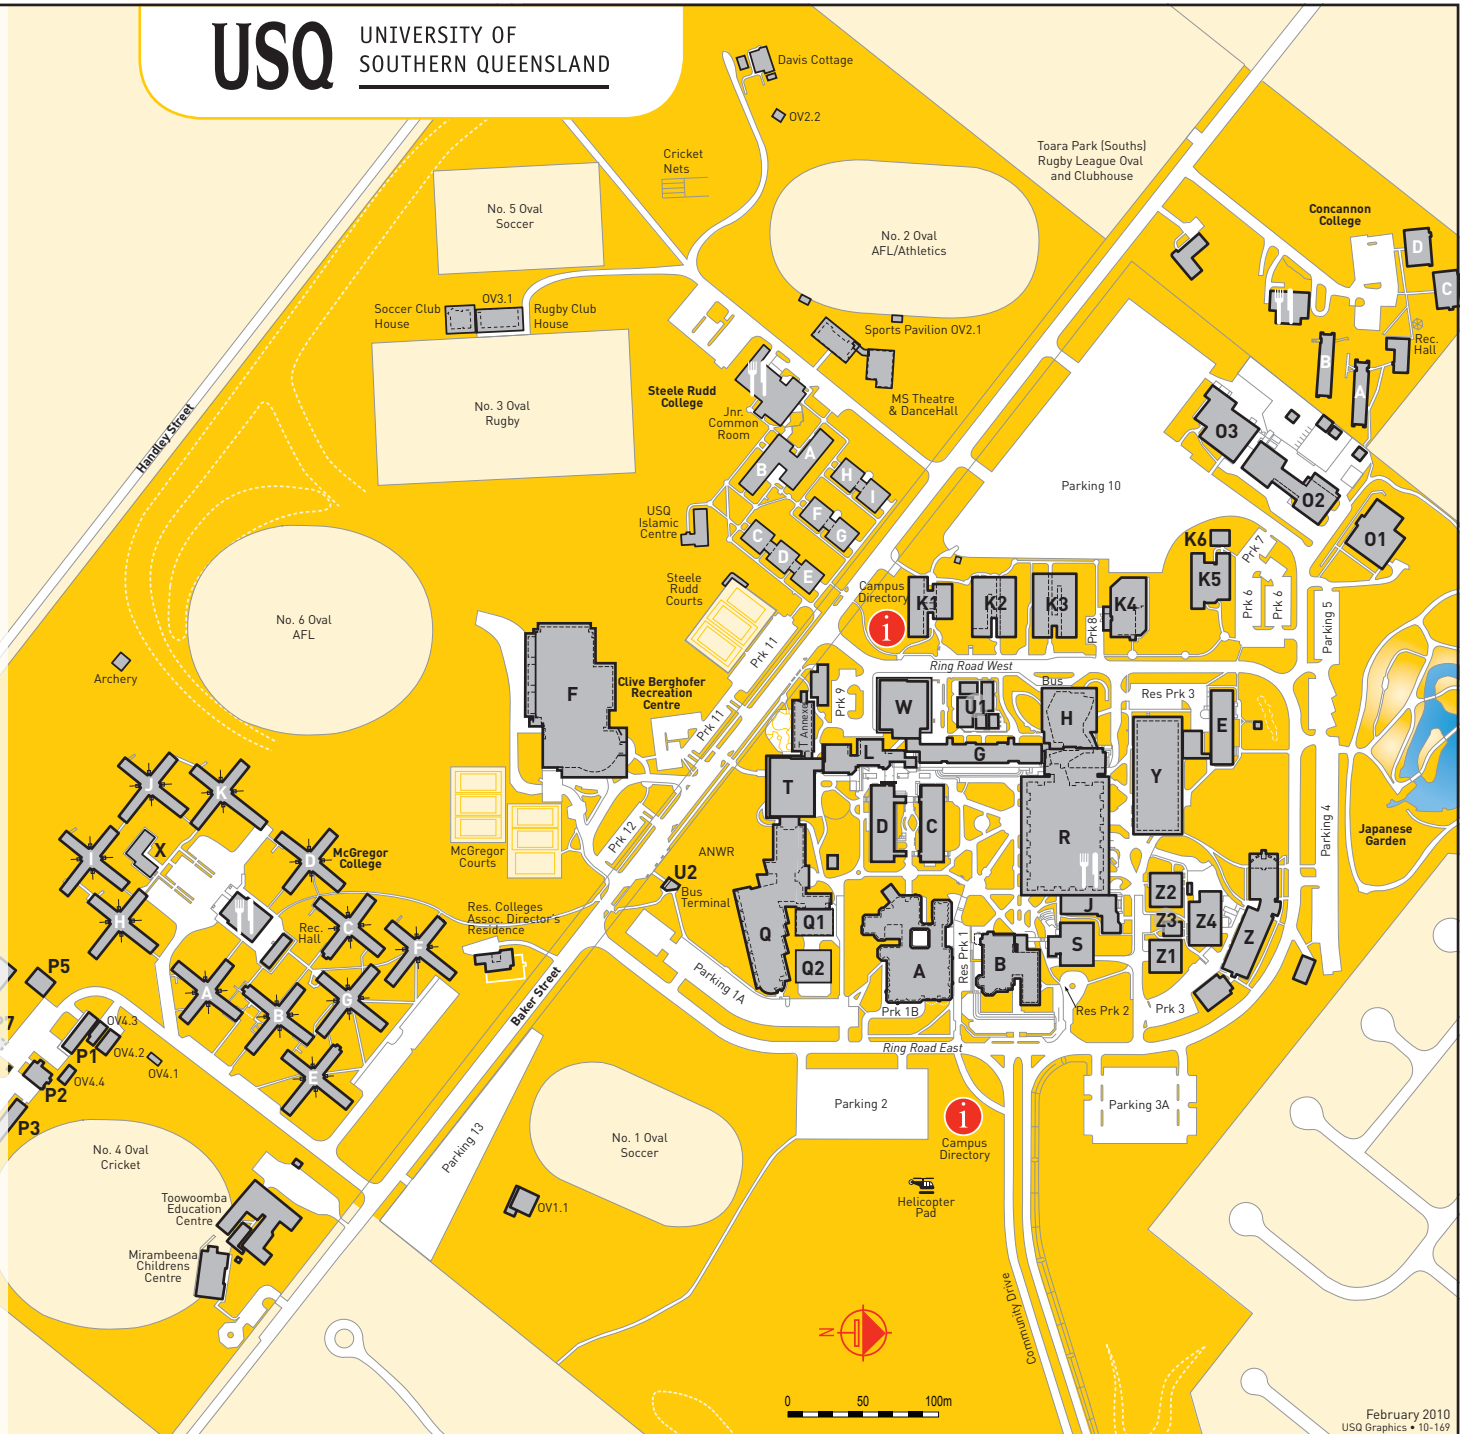 USQ
UNIVERSITY OF
SOUTHERN QUEENSLAND
Davis Cottage
OV2.2
Cricket
Nets
Toara Park (Souths)
Rugby League Oval
and Clubhouse
No. 5 Oval
Soccer
No. 2 Oval
AFL/Athletics
Concannon
College
D
C
B
A
Rec.
Hall
Soccer Club
House
OV3.1
Rugby Club
House
Sports Pavilion OV2.1
MS Theatre
& DanceHall
No. 3 Oval
Rugby
Steele Rudd
College
Jnr.
Common
Room
A
B
H
I
F
G
C
D
E
Handley Street
USQ
Islamic
Centre
Steele
Rudd
Courts
Parking 10
O3
O2
O1
K6
K5
Prk 7
Prk 6
Prk 6
Parking 5
Campus
Directory
i
K1
K2
K3
K4
Prk 8
Ring Road West
Bus
No. 6 Oval
AFL
Archery
F
Clive Berghofer
Recreation
Centre
Prk 11
Prk 11
Prk 12
Prk 9
T Annexe
W
U1
H
Res Prk 3
E
L
G
T
Y
D
C
R
Parking 4
Japanese
Garden
McGregor
Courts
ANWR
U2
Bus
Terminal
J
K
I
X
D
McGregor
College
H
C
Rec.
Hall
F
A
B
G
E
Res. Colleges
Assoc. Director's
Residence
Baker Street
Q
Q1
Q2
A
Res Prk 1
B
J
S
Z2
Z3
Z4
Z1
Z
Parking 1A
Prk 1B
Res Prk 2
Prk 3
Ring Road East
P5
P1
OV4.3
OV4.2
OV4.1
OV4.4
P2
P3
No. 4 Oval
Cricket
Parking 13
No. 1 Oval
Soccer
OV1.1
Parking 2
i
Campus
Directory
Parking 3A
Helicopter
Pad
Toowoomba
Education
Centre
Mirambeena
Childrens
Centre
Community Drive
N
0 50 100m
February 2010
USQ Graphics • 10-169